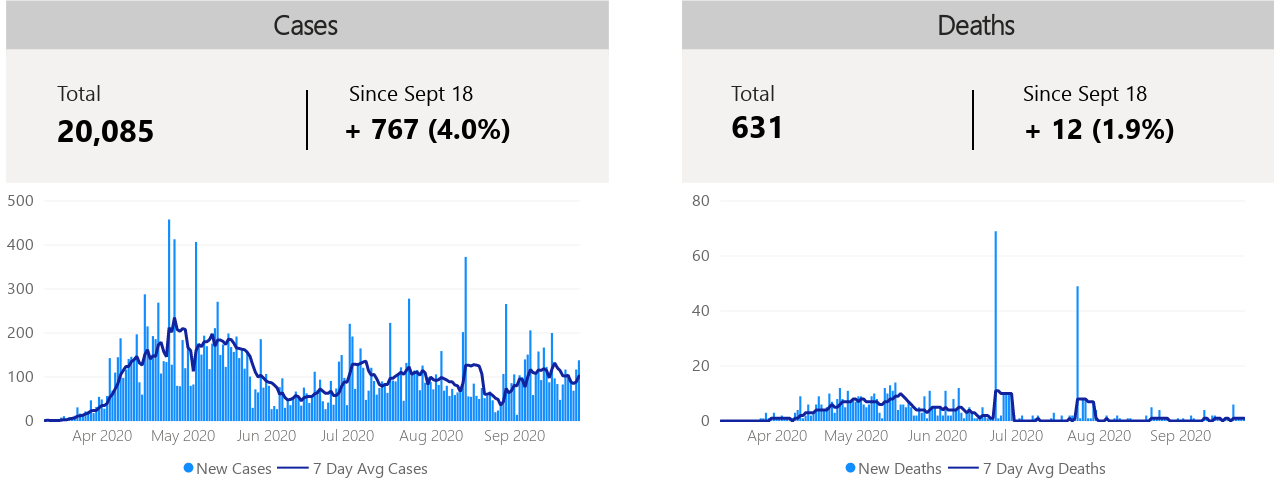 Cases
Total
Since Sept 18
20,085
+ 767 (4.0%)
500
400
300
200
100
0
Apr 2020 May 2020 Jun 2020 Jul 2020 Aug 2020 Sep 2020
New Cases 7 Day Avg Cases
Deaths
Total
Since Sept 18
631
+ 12 (1.9%)
80
60
40
20
0
Apr 2020 May 2020 Jun 2020 Jul 2020 Aug 2020 Sep 2020
New Deaths 7 Day Avg Deaths